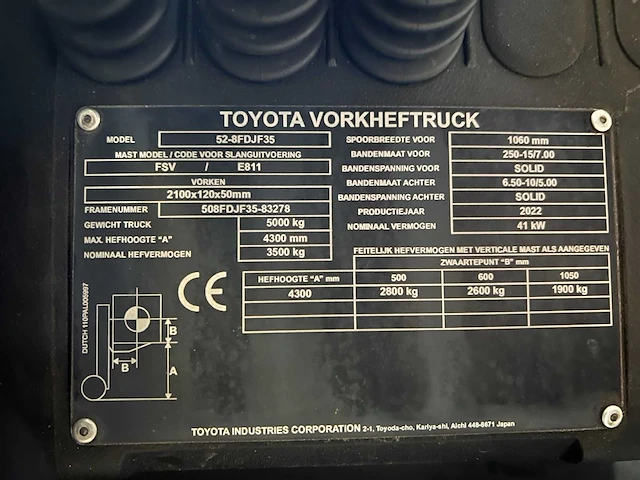 TOYOTA VORKHEFTRUCK
MODEL 52-8FDJF35
MAST MODEL / CODE VOOR SLANGUITVOERING
FSV / E811
VORKEN
2100x120x50mm
FRAMENUMMER 508FDJF35-83278
GEWICHT TRUCK 5000 kg
MAX. HEFHOOGTE "A" 4300 mm
NOMINAAL HEFVERMOGEN 3500 kg
SPOORBREEDTE VOOR 1060 mm
BANDENMAAT VOOR 250-15/7.00
BANDENSPANNING VOOR SOLID
BANDENMAAT ACHTER 6.50-10/5.00
BANDENSPANNING ACHTER SOLID
PRODUCTIEJAAR 2022
NOMINAAL VERMOGEN 41 kW
FEITELIJK HEFVERMOGEN MET VERTICALE MAST ALS AANGEGEVEN
ZWAARTEPUNT "B" mm
HEFHOOGTE "A" mm 500 600 1050
4300 2800 kg 2600 kg 1900 kg
CE
DUTCH 110PAL006997
B
B
A
TOYOTA INDUSTRIES CORPORATION 2-1, Toyoda-cho, Kariya-shi, Aichi 448-8671 Japan